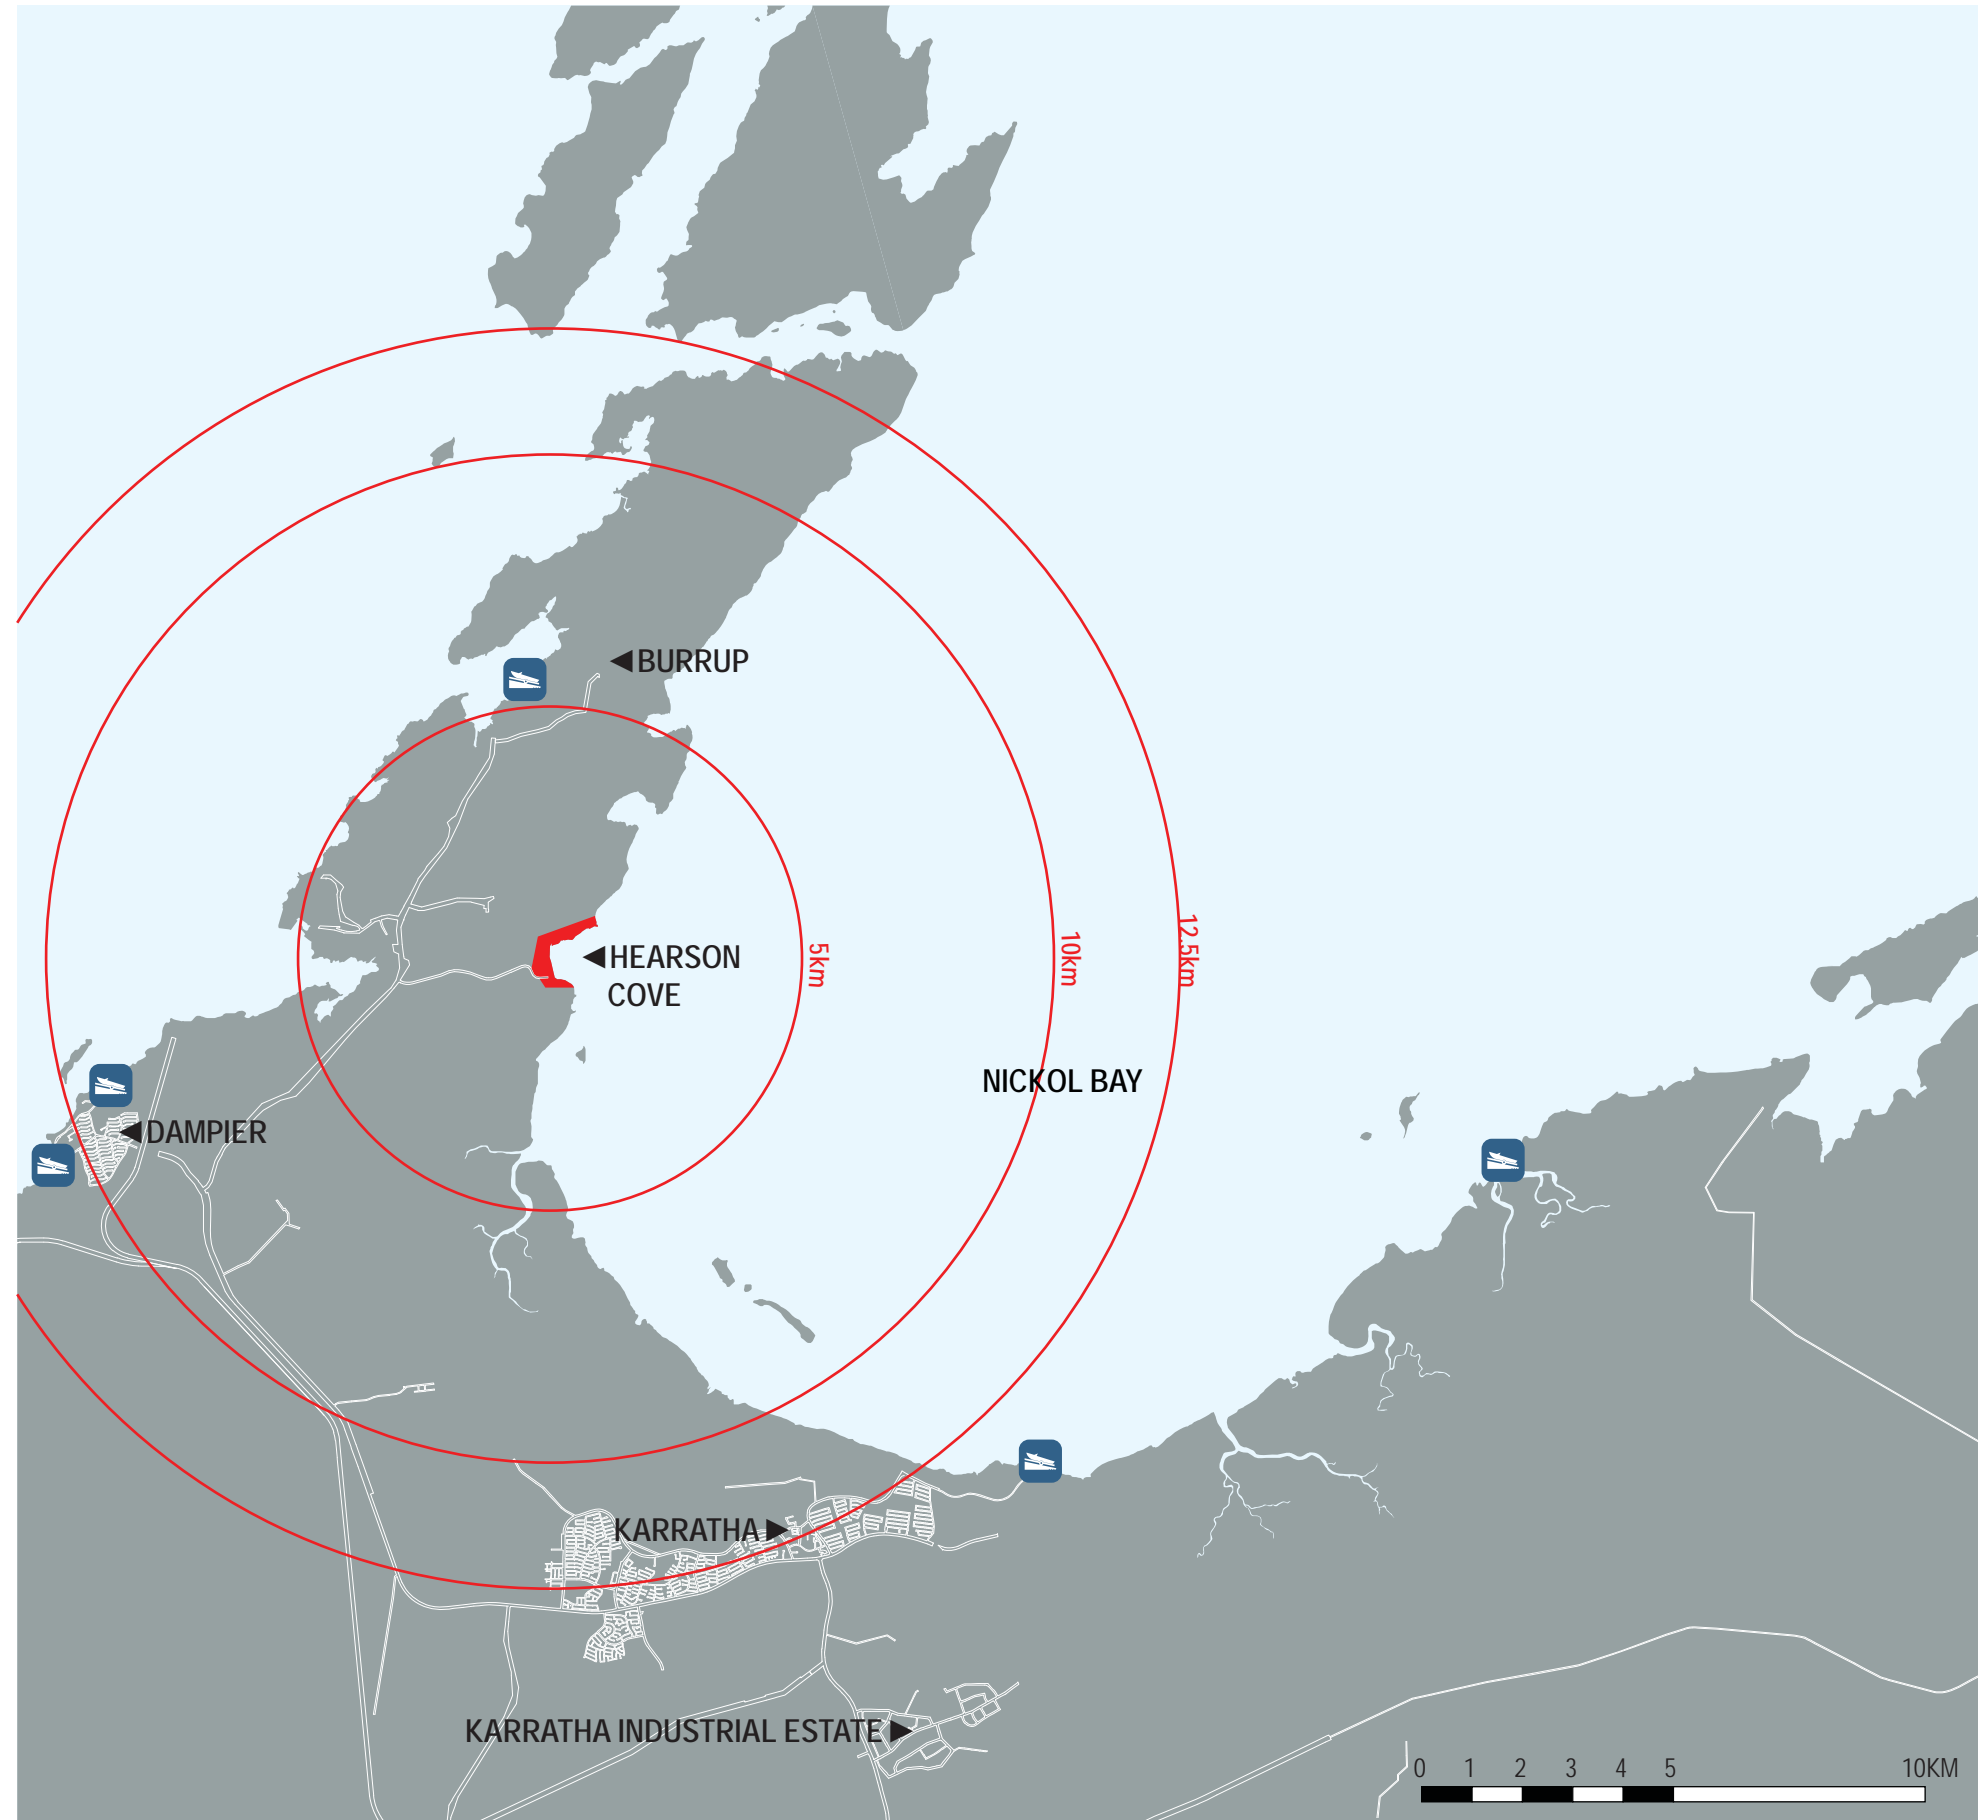 BURRUP
HEARSON
COVE
5km
10km
12.5km
NICKOL BAY
DAMPIER
KARRATHA
KARRATHA INDUSTRIAL ESTATE
0 1 2 3 4 5 10KM